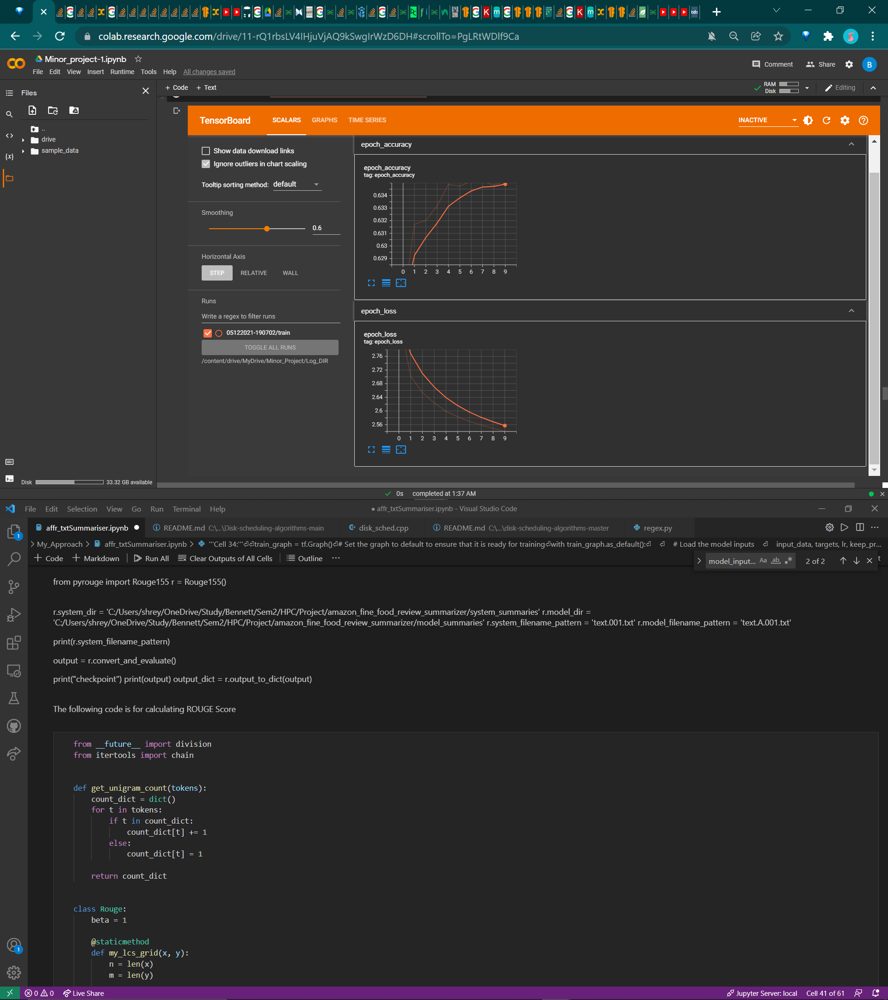 colab.research.google.com/drive/11-rQ1rbsLV4IHjuVjAQ9kSwgIrWzD6DH#scrollTo=PgLRtWDlf9Ca
Minor_project-1.ipynb
Comment
Share
B
File Edit View Insert Runtime Tools Help All changes saved
Files
+ Code + Text
RAM
Disk
Editing
..
drive
sample_data
{x}
TensorBoard
SCALARS GRAPHS TIME SERIES
INACTIVE
Show data download links
Ignore outliers in chart scaling
Tooltip sorting method: default
Smoothing
0.6
Horizontal Axis
STEP RELATIVE WALL
Runs
Write a regex to filter runs
05122021-190702/train
TOGGLE ALL RUNS
/content/drive/MyDrive/Minor_Project/Log_DIR
epoch_accuracy
epoch_accuracy
tag: epoch_accuracy
0.634
0.633
0.632
0.631
0.63
0.629
0 1 2 3 4 5 6 7 8 9
epoch_loss
epoch_loss
tag: epoch_loss
2.76
2.72
2.68
2.64
2.6
2.56
0 1 2 3 4 5 6 7 8 9
Disk 33.32 GB available
0s completed at 1:37 AM
File Edit Selection View Go Run Terminal Help
● affr_txtSummariser.ipynb - Visual Studio Code
affr_txtSummariser.ipynb ●
README.md C:\...\Disk-scheduling-algorithms-main
disk_sched.cpp
README.md C:\...\disk-scheduling-algorithms-master
regex.py
> My_Approach > affr_txtSummariser.ipynb > '''Cell 34:'''⏎⏎train_graph = tf.Graph()⏎# Set the graph to default to ensure that it is ready for training⏎with train_graph.as_default():⏎ ⏎ # Load the model inputs ⏎ input_data, targets, lr, keep_pr...
+ Code + Markdown Run All Clear Outputs of All Cells Outline ...
model_input... Aa ab .* 2 of 2
from pyrouge import Rouge155 r = Rouge155()
r.system_dir = 'C:/Users/shrey/OneDrive/Study/Bennett/Sem2/HPC/Project/amazon_fine_food_review_summarizer/system_summaries' r.model_dir =
'C:/Users/shrey/OneDrive/Study/Bennett/Sem2/HPC/Project/amazon_fine_food_review_summarizer/model_summaries' r.system_filename_pattern = 'text.001.txt' r.model_filename_pattern = 'text.A.001.txt'
print(r.system_filename_pattern)
output = r.convert_and_evaluate()
print("checkpoint") print(output) output_dict = r.output_to_dict(output)
The following code is for calculating ROUGE Score
from __future__ import division
from itertools import chain
def get_unigram_count(tokens):
count_dict = dict()
for t in tokens:
if t in count_dict:
count_dict[t] += 1
else:
count_dict[t] = 1
return count_dict
class Rouge:
beta = 1
@staticmethod
def my_lcs_grid(x, y):
n = len(x)
m = len(y)
1
1
0 0 Live Share
Jupyter Server: local Cell 41 of 61